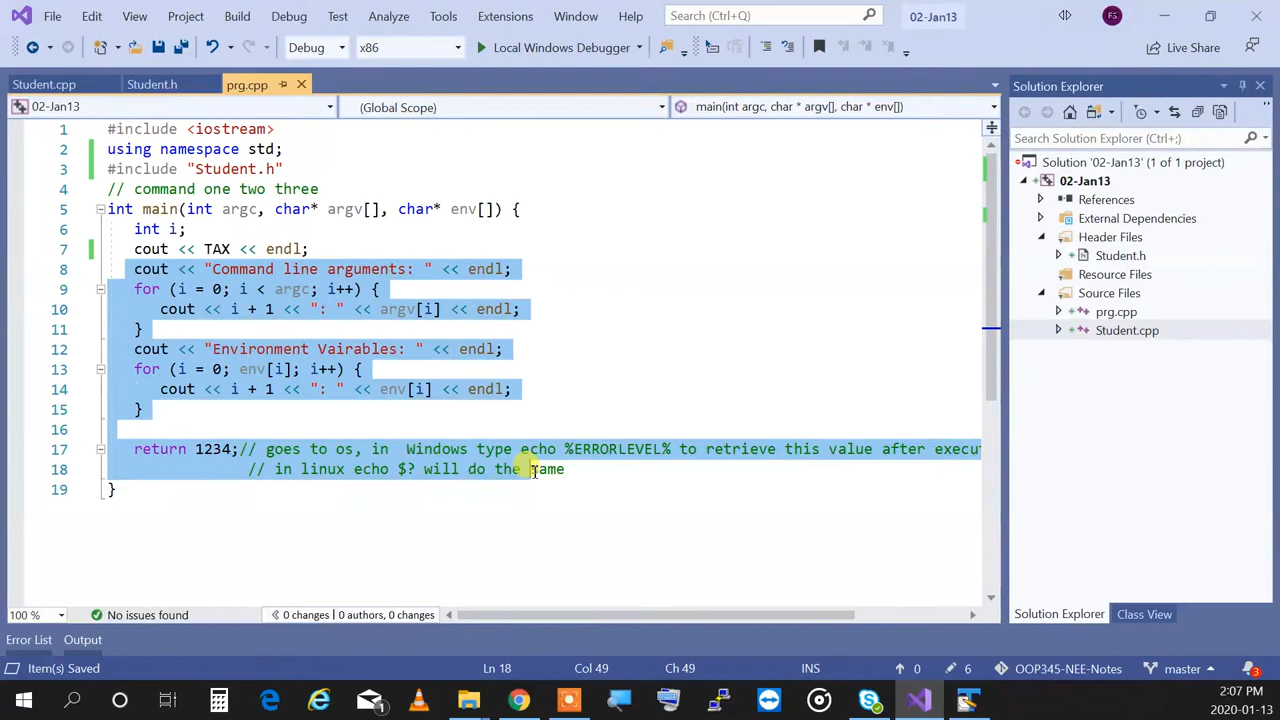 File Edit View Project Build Debug Test Analyze Tools Extensions Window Help Search (Ctrl+Q) 02-Jan13 FS
Debug x86 Local Windows Debugger Live Share
Student.cpp Student.h prg.cpp
02-Jan13 (Global Scope) main(int argc, char * argv[], char * env[])
1 #include <iostream>
2 using namespace std;
3 #include "Student.h"
4 // command one two three
5 int main(int argc, char* argv[], char* env[]) {
6 int i;
7 cout << TAX << endl;
8 cout << "Command line arguments: " << endl;
9 for (i = 0; i < argc; i++) {
10 cout << i + 1 << ": " << argv[i] << endl;
11 }
12 cout << "Environment Vairables: " << endl;
13 for (i = 0; env[i]; i++) {
14 cout << i + 1 << ": " << env[i] << endl;
15 }
16
17 return 1234;// goes to os, in Windows type echo %ERRORLEVEL% to retrieve this value after execut
18 // in linux echo $? will do the name
19 }
Solution Explorer
Search Solution Explorer (Ctrl+;)
Solution '02-Jan13' (1 of 1 project)
02-Jan13
References
External Dependencies
Header Files
Student.h
Resource Files
Source Files
prg.cpp
Student.cpp
100 % No issues found 0 changes | 0 authors, 0 changes
Solution Explorer Class View
Error List Output
Item(s) Saved Ln 18 Col 49 Ch 49 INS 0 6 OOP345-NEE-Notes master 3
1
2:07 PM
2020-01-13